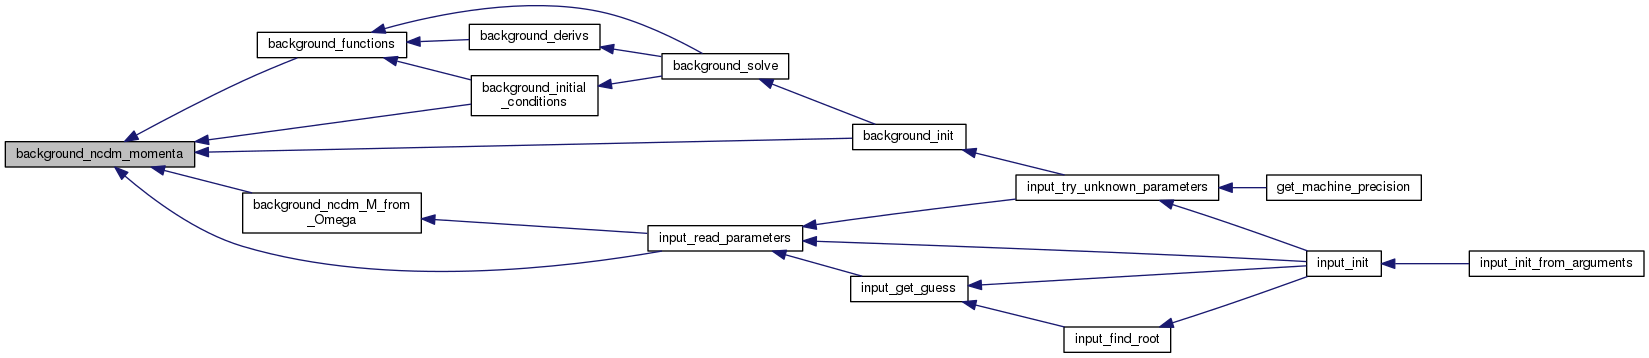 background_functions
background_derivs
background_solve
background_initial
_conditions
background_init
background_ncdm_momenta
input_try_unknown_parameters
get_machine_precision
background_ncdm_M_from
_Omega
input_read_parameters
input_init
input_init_from_arguments
input_get_guess
input_find_root